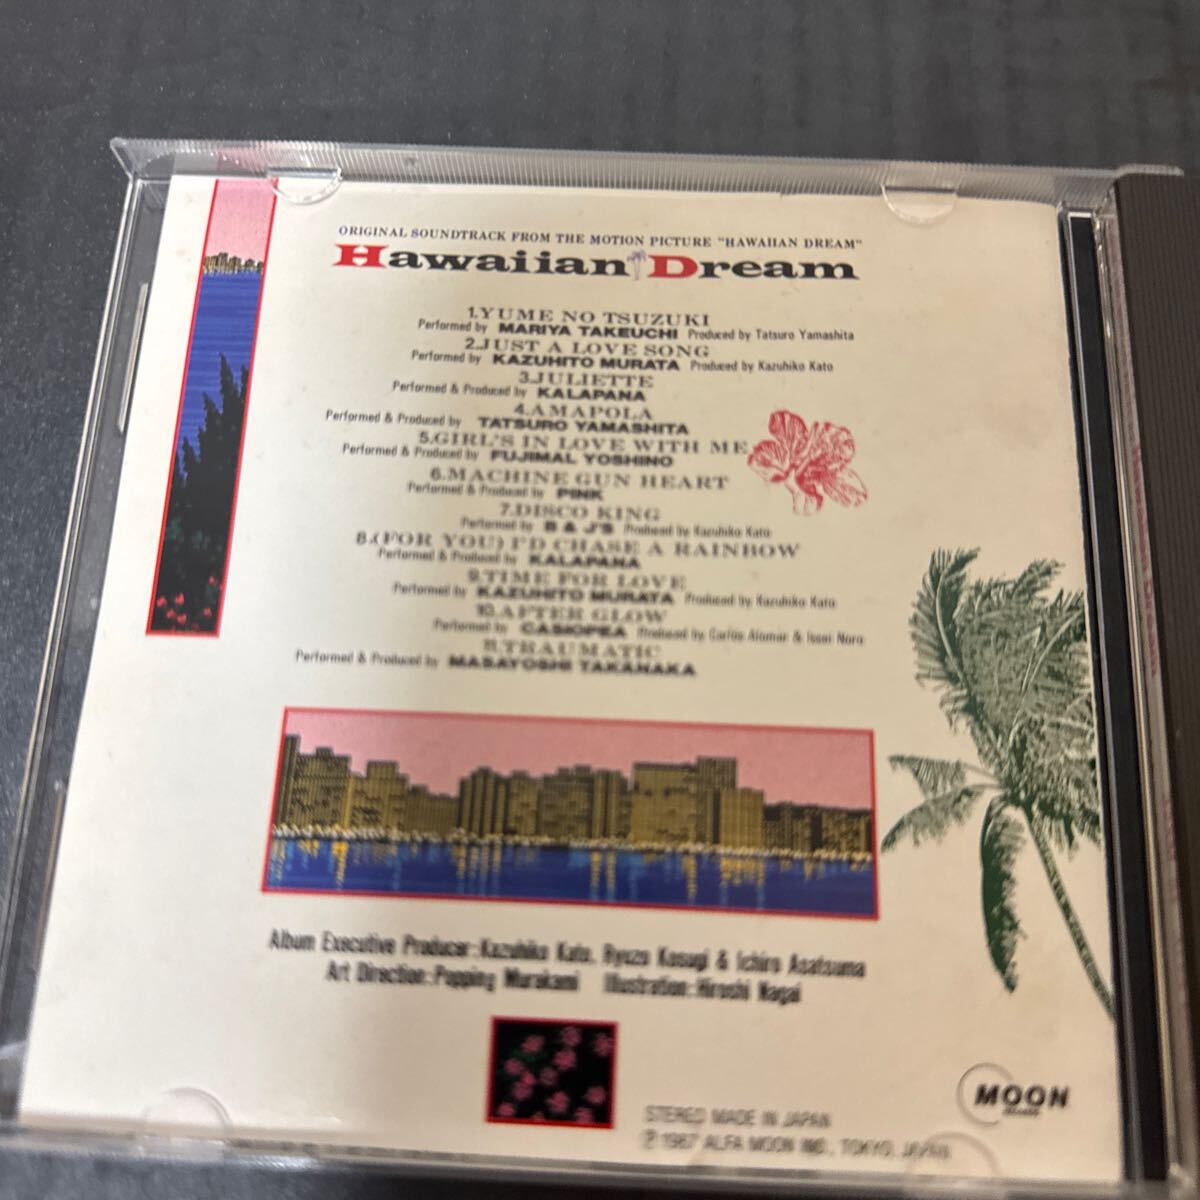 ORIGINAL SOUNDTRACK FROM THE MOTION PICTURE "HAWAIIAN DREAM"
Hawaiian Dream
1.YUME NO TSUZUKI
Performed by MARIYA TAKEUCHI Produced by Tatsuro Yamashita
2.JUST A LOVE SONG
Performed by KAZUHITO MURATA Produced by Kazuhiko Kato
3.JULIETTE
Performed & Produced by KALAPANA
4.AMAPOLA
Performed & Produced by TATSURO YAMASHITA
5.GIRL'S IN LOVE WITH ME
Performed & Produced by FUJIMAL YOSHINO
6.MACHINE GUN HEART
Performed & Produced by PINK
7.DISCO KING
Performed by B & J'S Produced by Kazuhiko Kato
8.(FOR YOU) I'D CHASE A RAINBOW
Performed & Produced by KALAPANA
9.TIME FOR LOVE
Performed by KAZUHITO MURATA Produced by Kazuhiko Kato
10.AFTER GLOW
Performed by CASIOPEA Produced by Carlos Alomar & Issei Noro
11.TRAUMATIC
Performed & Produced by MASAYOSHI TAKANAKA
Album Executive Producer:Kazuhiko Kato, Ryuzo Kosugi & Ichiro Asatsuma
Art Direction:Popping Murakami Illustration:Hiroshi Nagai
MOON
STEREO MADE IN JAPAN
℗ 1987 ALFA MOON INC., TOKYO, JAPAN